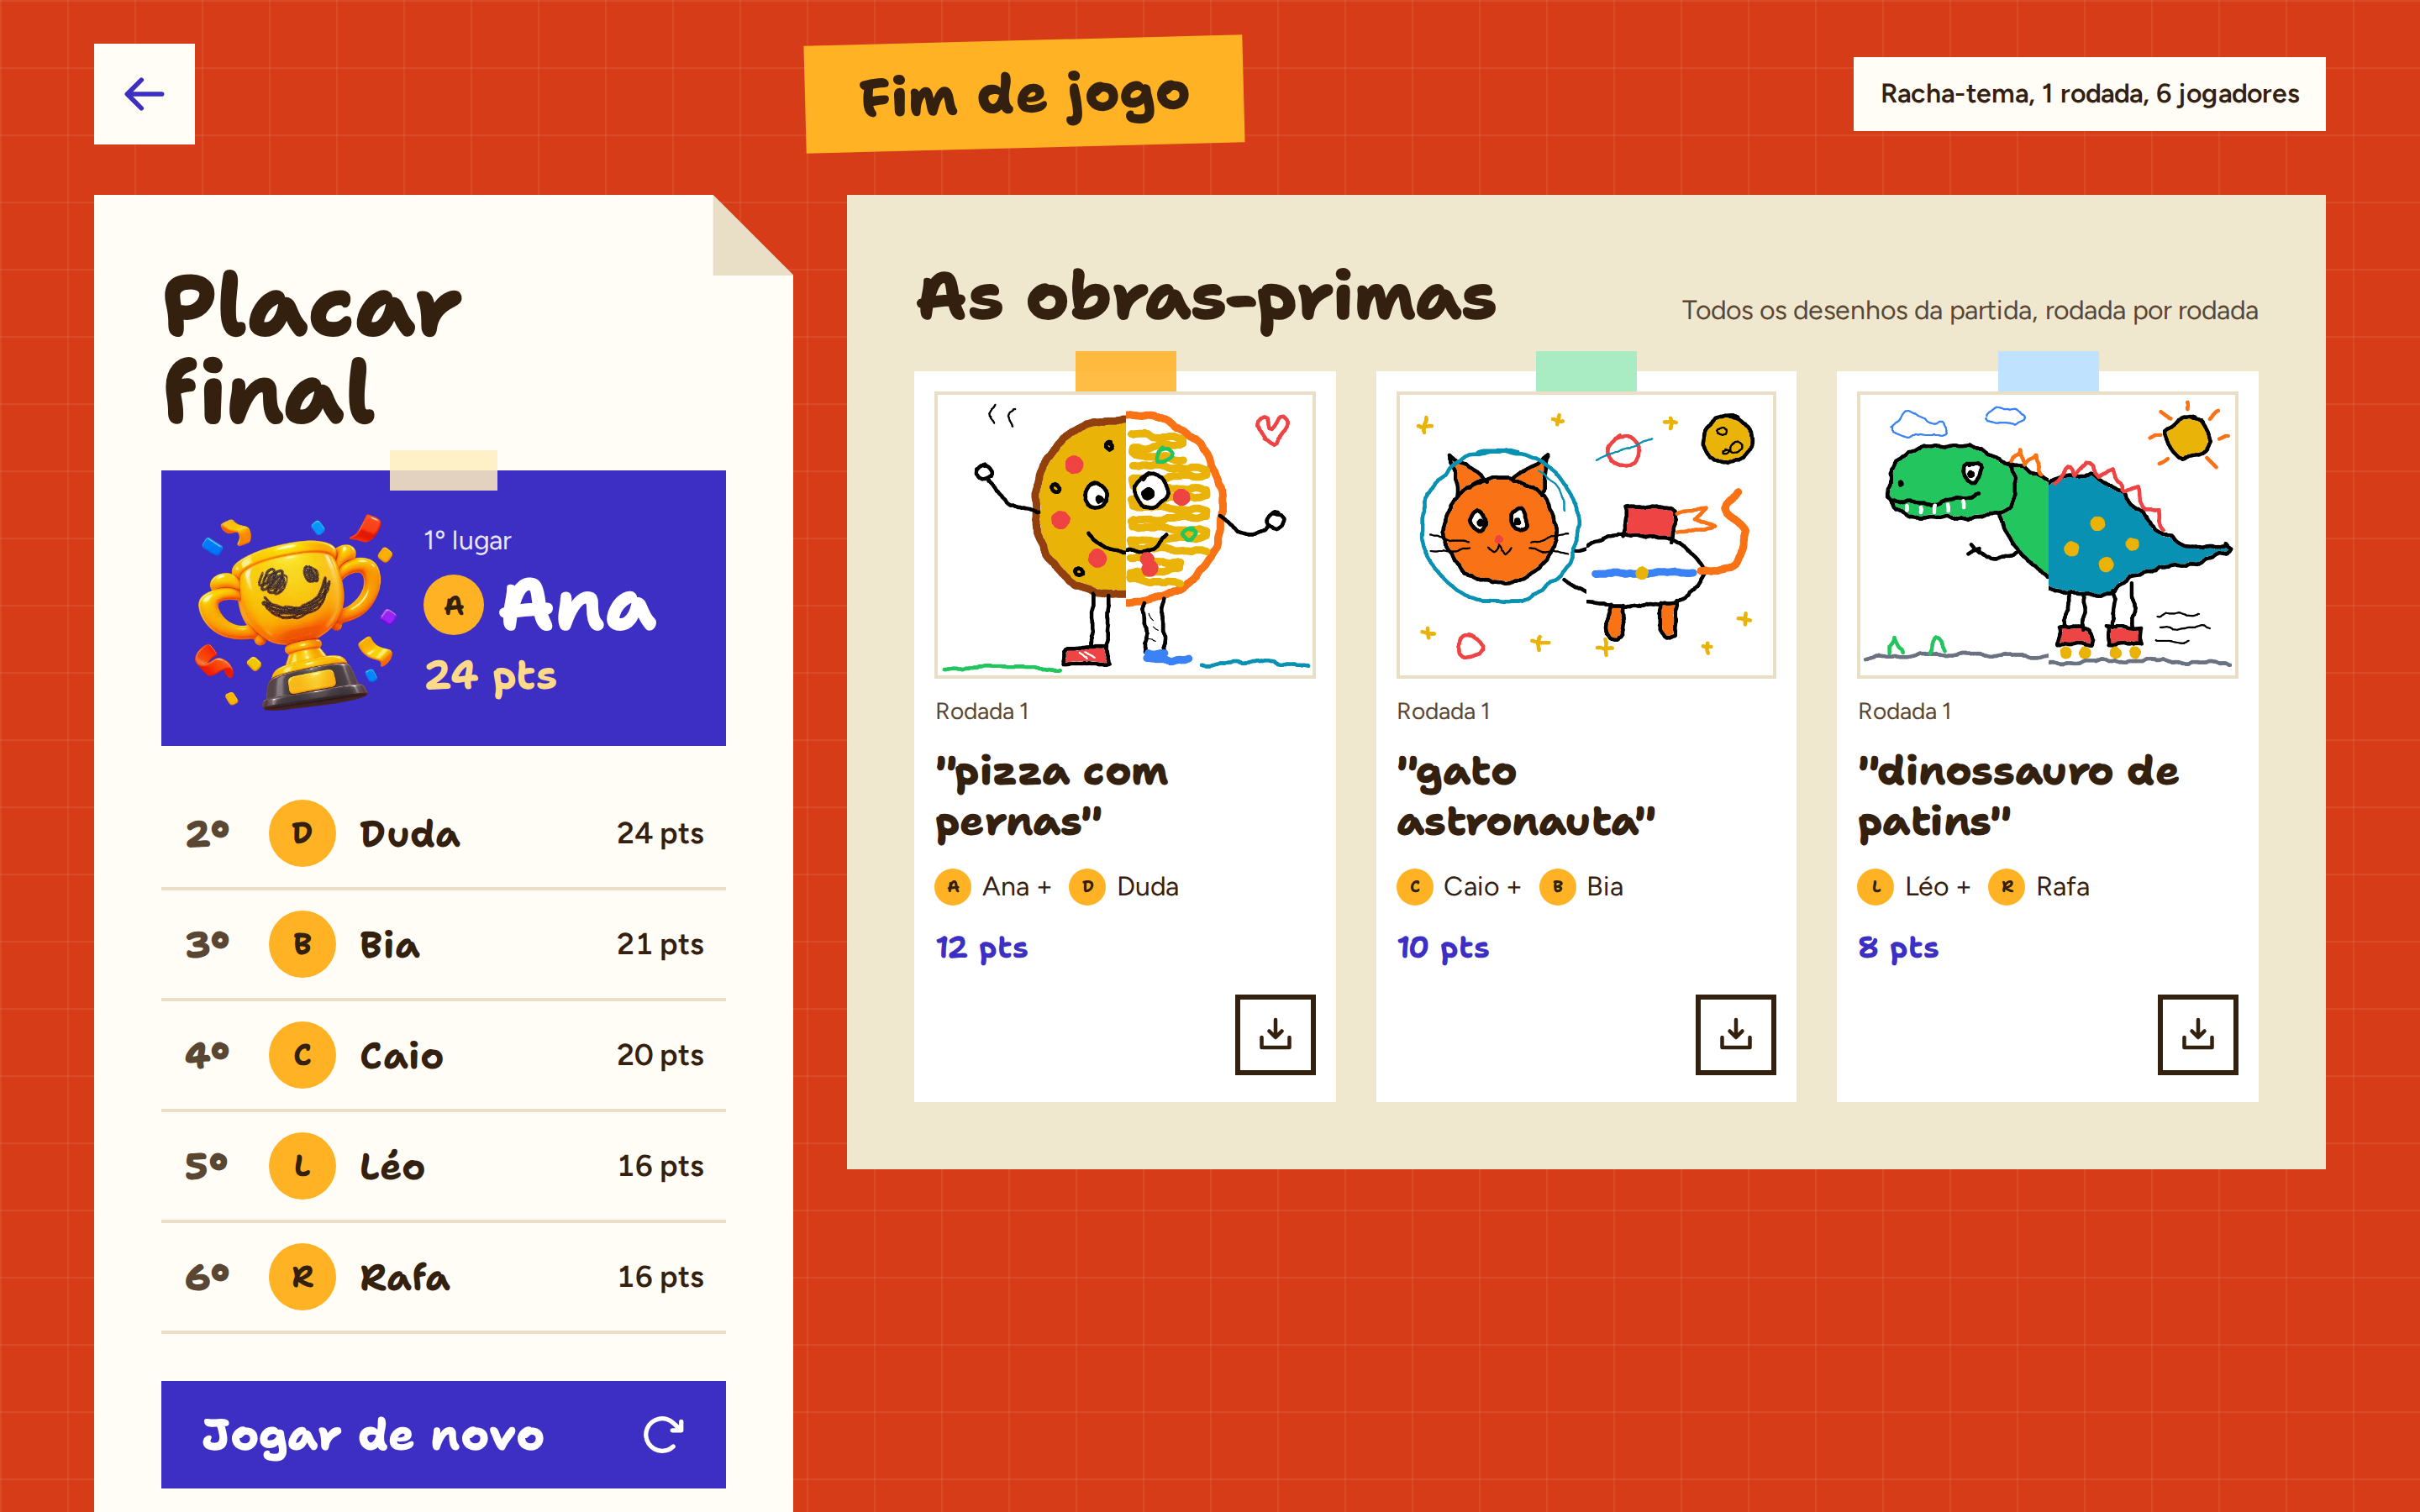 Fim de jogo
Racha-tema, 1 rodada, 6 jogadores
Placar
final
1º lugar
A Ana
24 pts
2º D Duda 24 pts
3º B Bia 21 pts
4º C Caio 20 pts
5º L Léo 16 pts
6º R Rafa 16 pts
Jogar de novo
As obras-primas
Todos os desenhos da partida, rodada por rodada
Rodada 1
"pizza com
pernas"
A Ana + D Duda
12 pts
Rodada 1
"gato
astronauta"
C Caio + B Bia
10 pts
Rodada 1
"dinossauro de
patins"
L Léo + R Rafa
8 pts